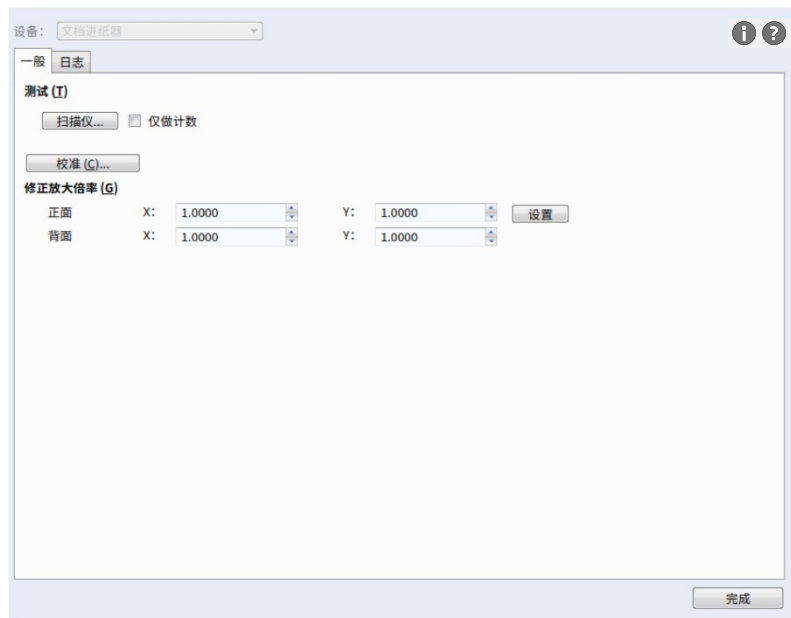 设备： 文档进纸器
一般 日志
测试 (T)
扫描仪... 仅做计数
校准 (C)...
修正放大倍率 (G)
正面 X： 1.0000 Y： 1.0000 设置
背面 X： 1.0000 Y： 1.0000
完成